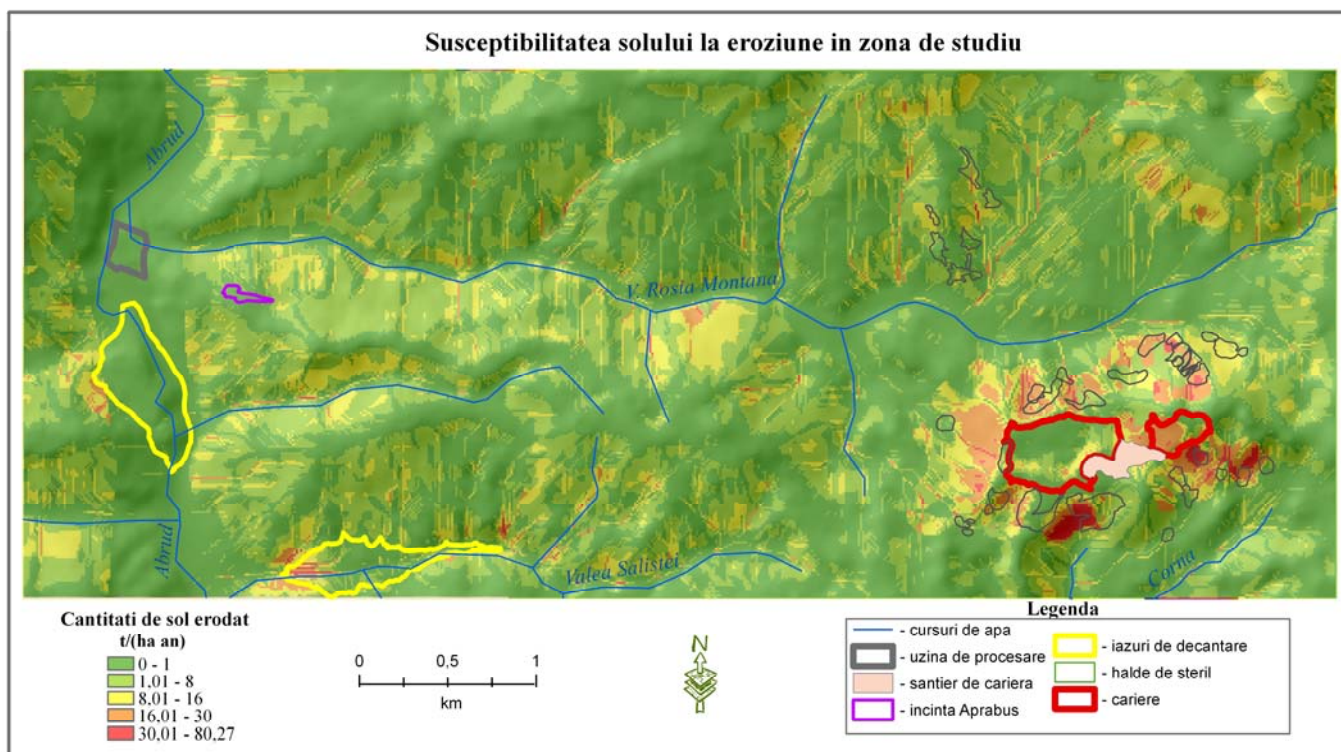 Susceptibilitatea solului la eroziune in zona de studiu
Abrud
V. Rosia Montana
Abrud
Valea Salistei
Corna
Cantitati de sol erodat
t/(ha an)
0 - 1
1,01 - 8
8,01 - 16
16,01 - 30
30,01 - 80,27
0 0,5 1
km
N
Legenda
- cursuri de apa
- uzina de procesare
- santier de cariera
- incinta Aprabus
- iazuri de decantare
- halde de steril
- cariere